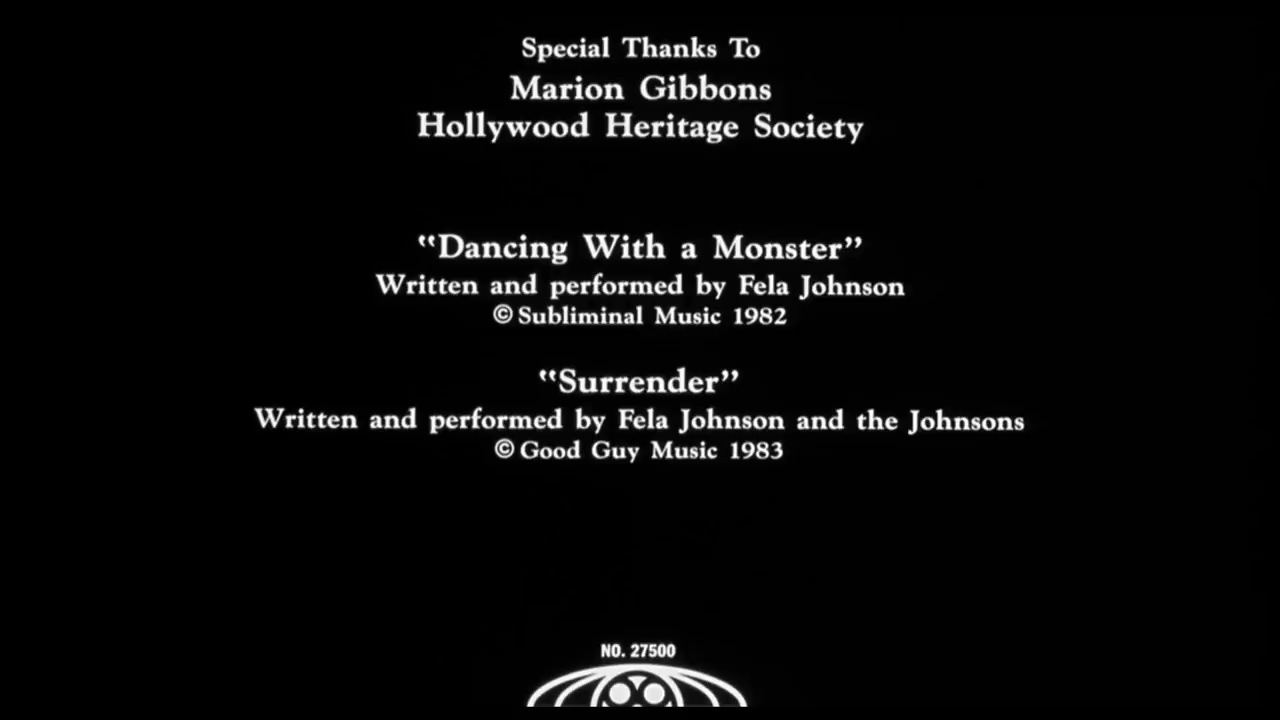 Special Thanks To
Marion Gibbons
Hollywood Heritage Society
“Dancing With a Monster”
Written and performed by Fela Johnson
© Subliminal Music 1982
“Surrender”
Written and performed by Fela Johnson and the Johnsons
© Good Guy Music 1983
NO. 27500